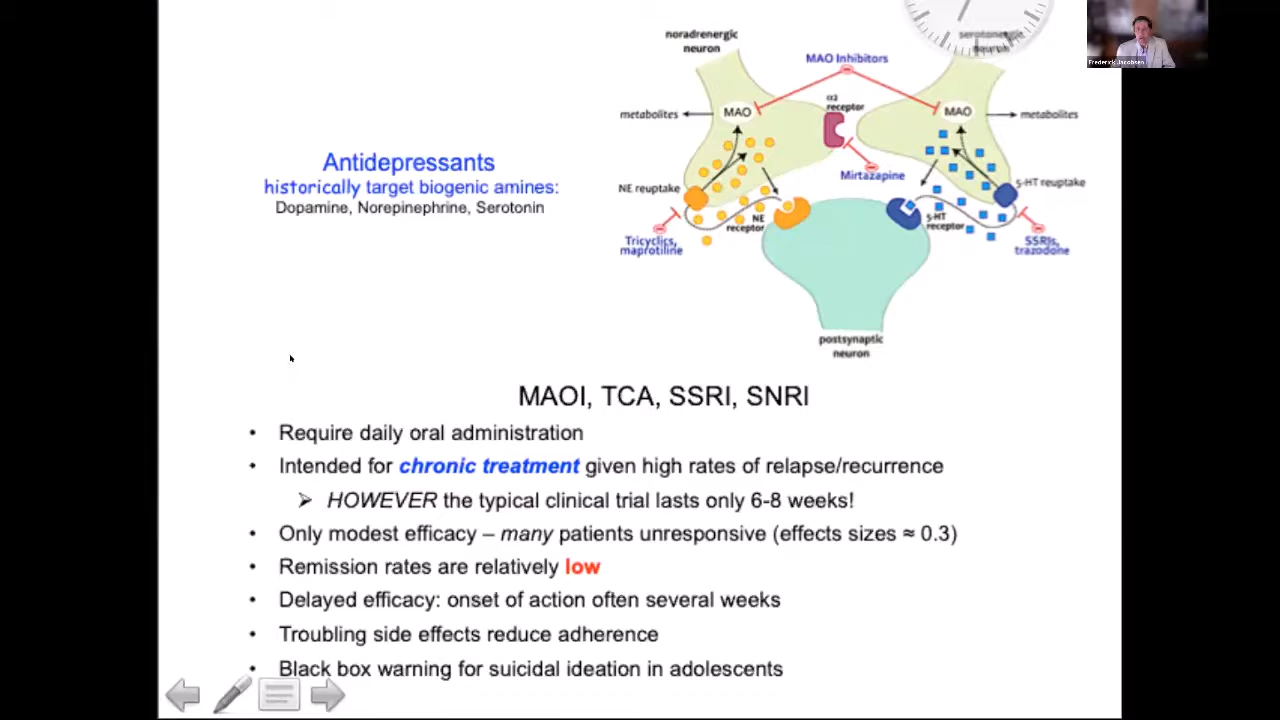 noradrenergic
neuron
serotonergic
neuron
Frederick Jacobsen
MAO Inhibitors
α2
receptor
metabolites
MAO
MAO
metabolites
Antidepressants
historically target biogenic amines:
Dopamine, Norepinephrine, Serotonin
Mirtazapine
NE reuptake
5-HT reuptake
NE
receptor
5-HT
receptor
Tricyclics,
maprotiline
SSRIs,
trazodone
postsynaptic
neuron
MAOI, TCA, SSRI, SNRI
• Require daily oral administration
• Intended for chronic treatment given high rates of relapse/recurrence
➢ HOWEVER the typical clinical trial lasts only 6-8 weeks!
• Only modest efficacy – many patients unresponsive (effects sizes ≈ 0.3)
• Remission rates are relatively low
• Delayed efficacy: onset of action often several weeks
• Troubling side effects reduce adherence
• Black box warning for suicidal ideation in adolescents